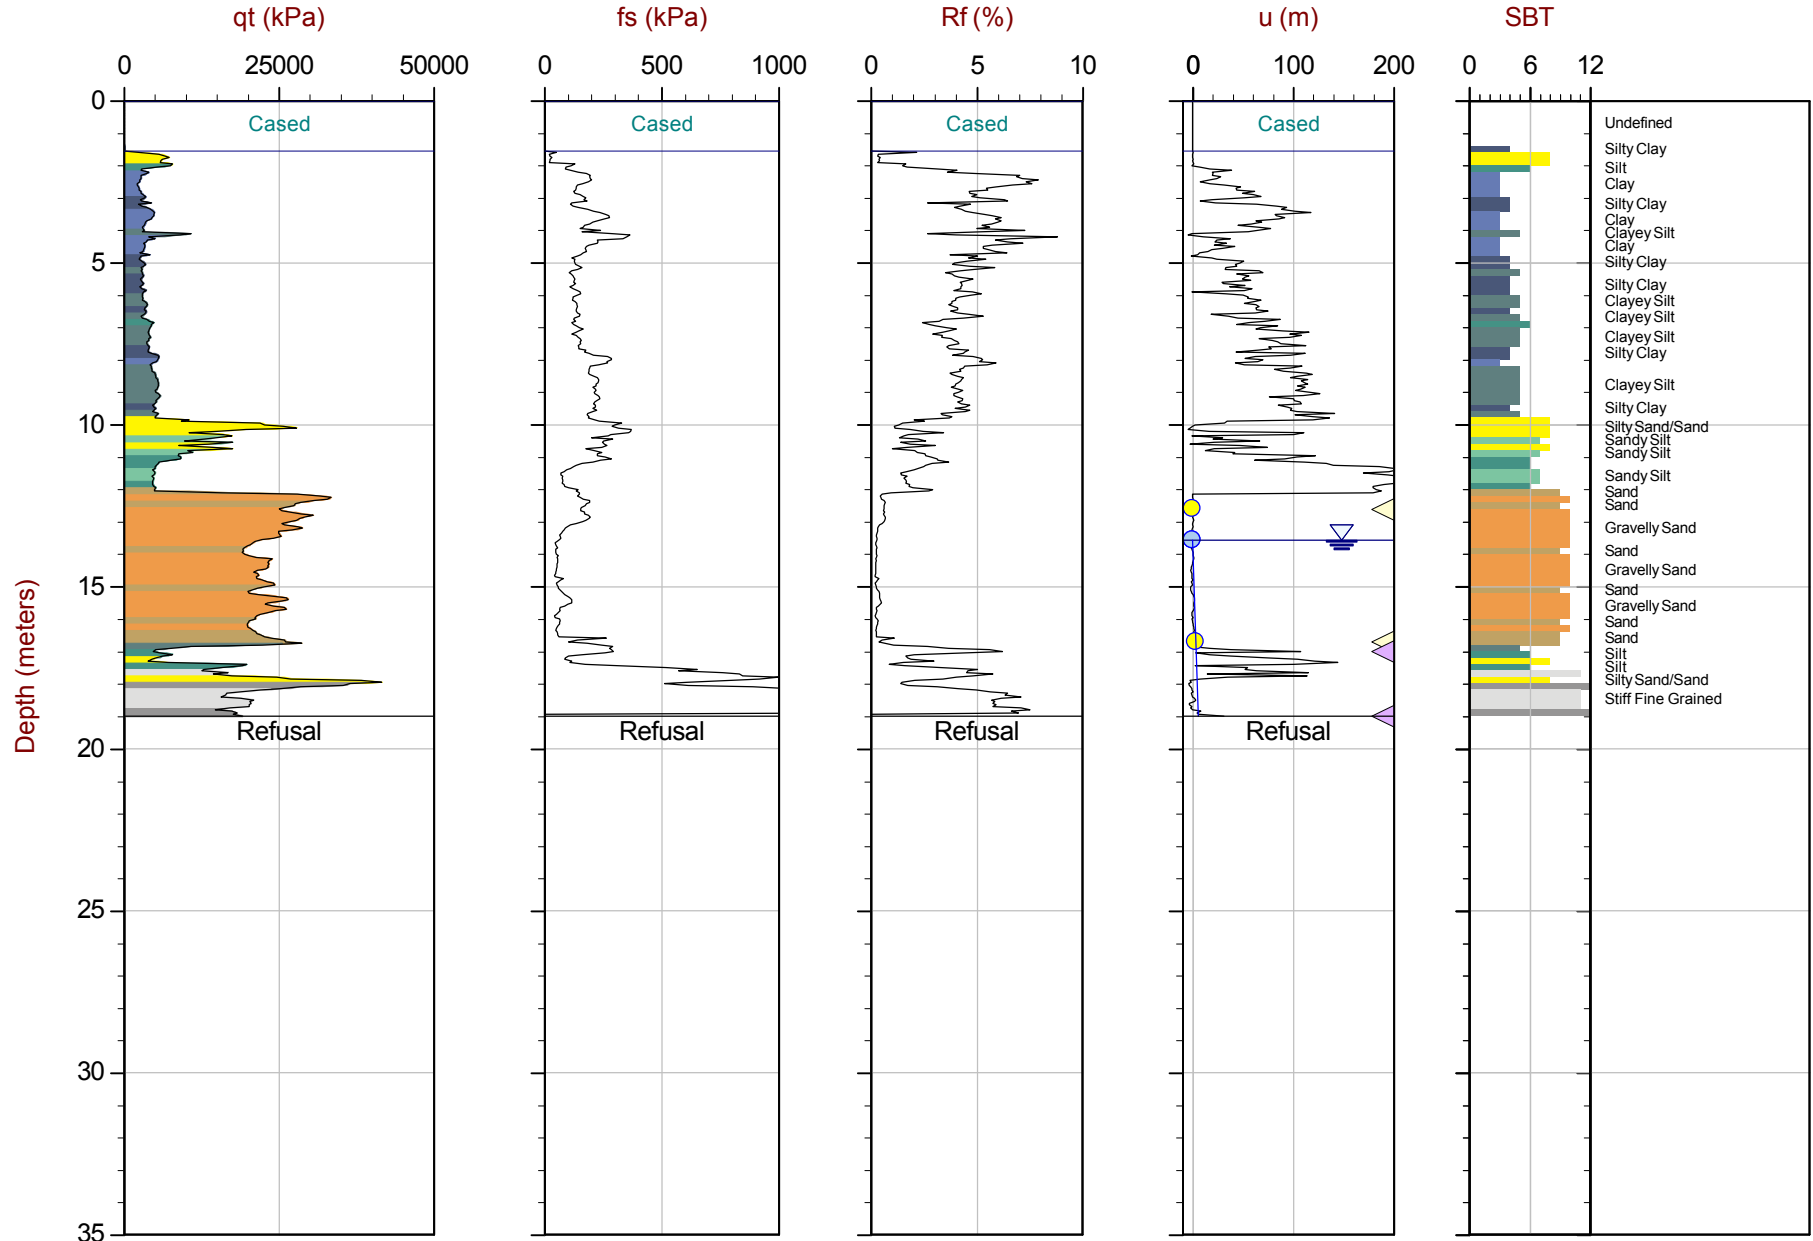 qt (kPa) fs (kPa) Rf (%) u (m) SBT
0 25000 50000 0 500 1000 0 5 10 0 100 200 0 6 12
0
Cased Cased Cased Cased Undefined
Silty Clay
Silt
Clay
Silty Clay
Clay
Clayey Silt
Clay
5 Silty Clay
Silty Clay
Clayey Silt
Clayey Silt
Clayey Silt
Silty Clay
Clayey Silt
Silty Clay
10 Silty Sand/Sand
Sandy Silt
Sandy Silt
Sandy Silt
Sand
Sand
Gravelly Sand
Sand
Gravelly Sand
15 Sand
Gravelly Sand
Sand
Sand
Silt
Silt
Silty Sand/Sand
Stiff Fine Grained
Refusal Refusal Refusal Refusal
20
25
30
35
Depth (meters)